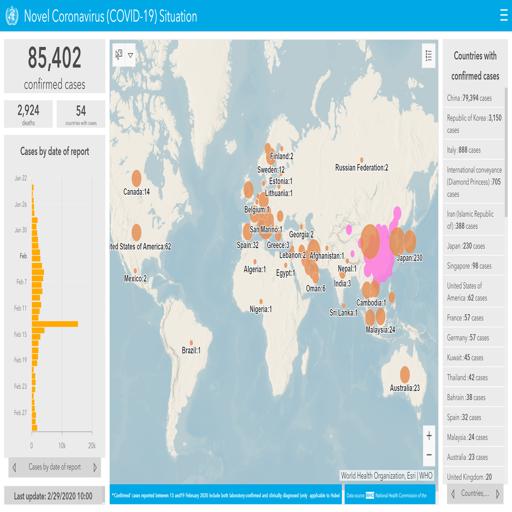 Novel Coronavirus (COVID-19) Situation
85,402
confirmed cases
2,924
deaths
54
countries with cases
Cases by date of report
Jan 22
Jan 26
Jan 30
Feb
Feb 7
Feb 11
Feb 15
Feb 19
Feb 23
Feb 27
0
10k
20k
Cases by date of report
Last update: 2/29/2020 10:00
Finland:2
Sweden:12
Russian Federation:2
Estonia:1
Lithuania:1
Canada:14
Belgium:1
San Marino:1
Georgia:2
Spain:32
Greece:3
ted States of America:62
Lebanon:2
Afghanistan:1
Japan:230
Algeria:1
Egypt:1
Nepal:1
Mexico:2
Oman:6
India:3
Cambodia:1
Nigeria:1
Sri Lanka:1
Malaysia:24
Brazil:1
Australia:23
+
−
World Health Organization, Esri | WHO
*'Confirmed' cases reported between 13 and 19 February 2020 include both laboratory-confirmed and clinically diagnosed (only applicable to Hubei
Data source: WHO National Health Commission of the
Countries with
confirmed cases
China :79,394 cases
Republic of Korea :3,150
cases
Italy :888 cases
International conveyance
(Diamond Princess) :705
cases
Iran (Islamic Republic
of) :388 cases
Japan :230 cases
Singapore :98 cases
United States of
America :62 cases
France :57 cases
Germany :57 cases
Kuwait :45 cases
Thailand :42 cases
Bahrain :38 cases
Spain :32 cases
Malaysia :24 cases
Australia :23 cases
United Kingdom :20
Countries,...